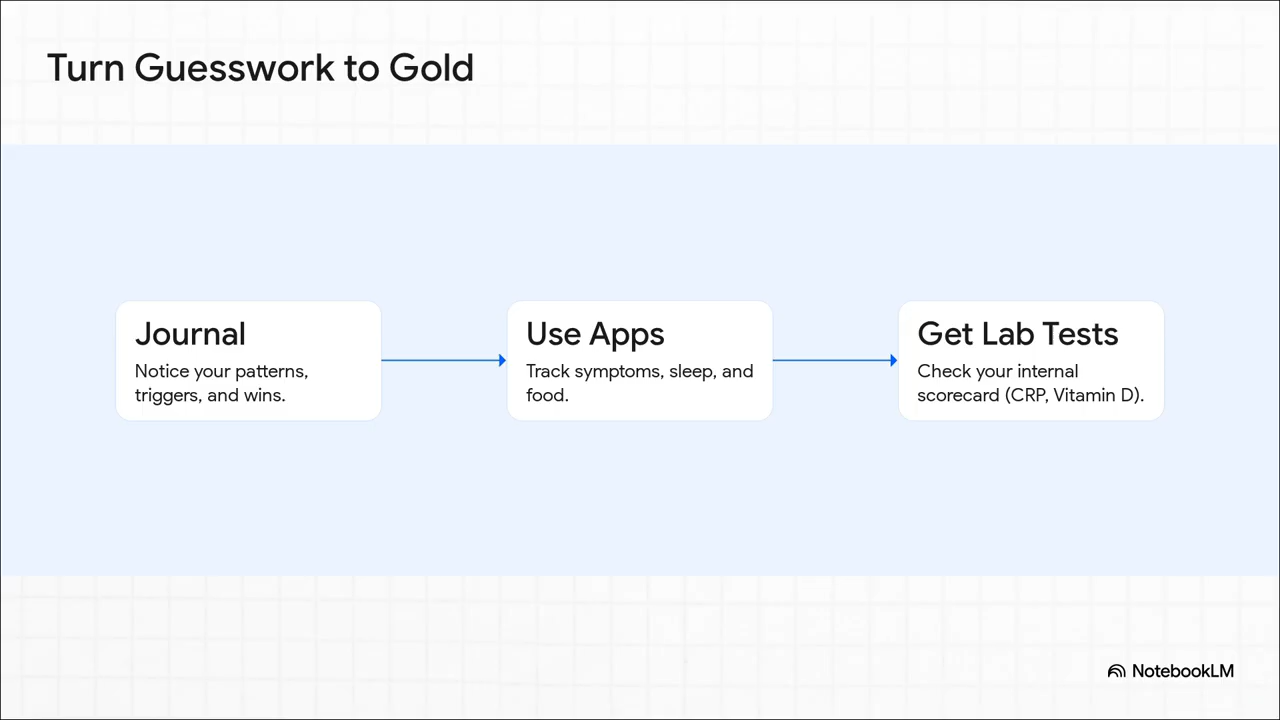 Turn Guesswork to Gold
Journal
Notice your patterns,
triggers, and wins.
Use Apps
Track symptoms, sleep, and
food.
Get Lab Tests
Check your internal
scorecard (CRP, Vitamin D).
NotebookLM